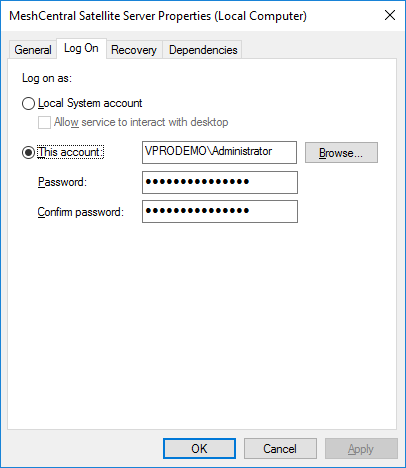 MeshCentral Satellite Server Properties (Local Computer)
General Log On Recovery Dependencies
Log on as:
Local System account
Allow service to interact with desktop
This account: VPRODEMO\Administrator Browse...
Password: •••••••••••••••
Confirm password: •••••••••••••••
OK Cancel Apply